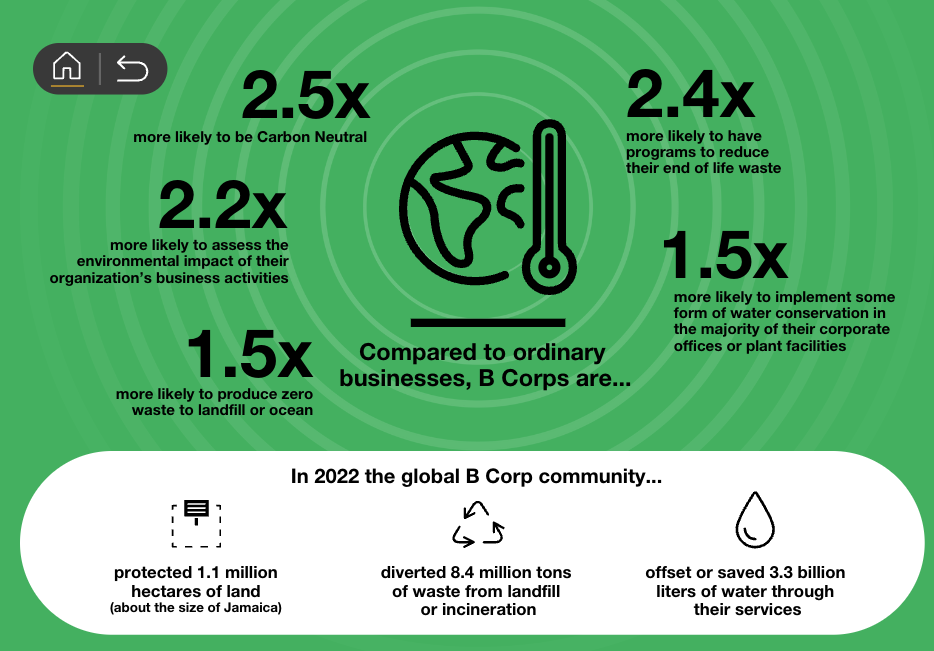 2.5x
more likely to be Carbon Neutral
2.2x
more likely to assess the
environmental impact of their
organization's business activities
1.5x
more likely to produce zero
waste to landfill or ocean
2.4x
more likely to have
programs to reduce
their end of life waste
1.5x
more likely to implement some
form of water conservation in
the majority of their corporate
offices or plant facilities
Compared to ordinary
businesses, B Corps are...
In 2022 the global B Corp community...
protected 1.1 million
hectares of land
(about the size of Jamaica)
diverted 8.4 million tons
of waste from landfill
or incineration
offset or saved 3.3 billion
liters of water through
their services